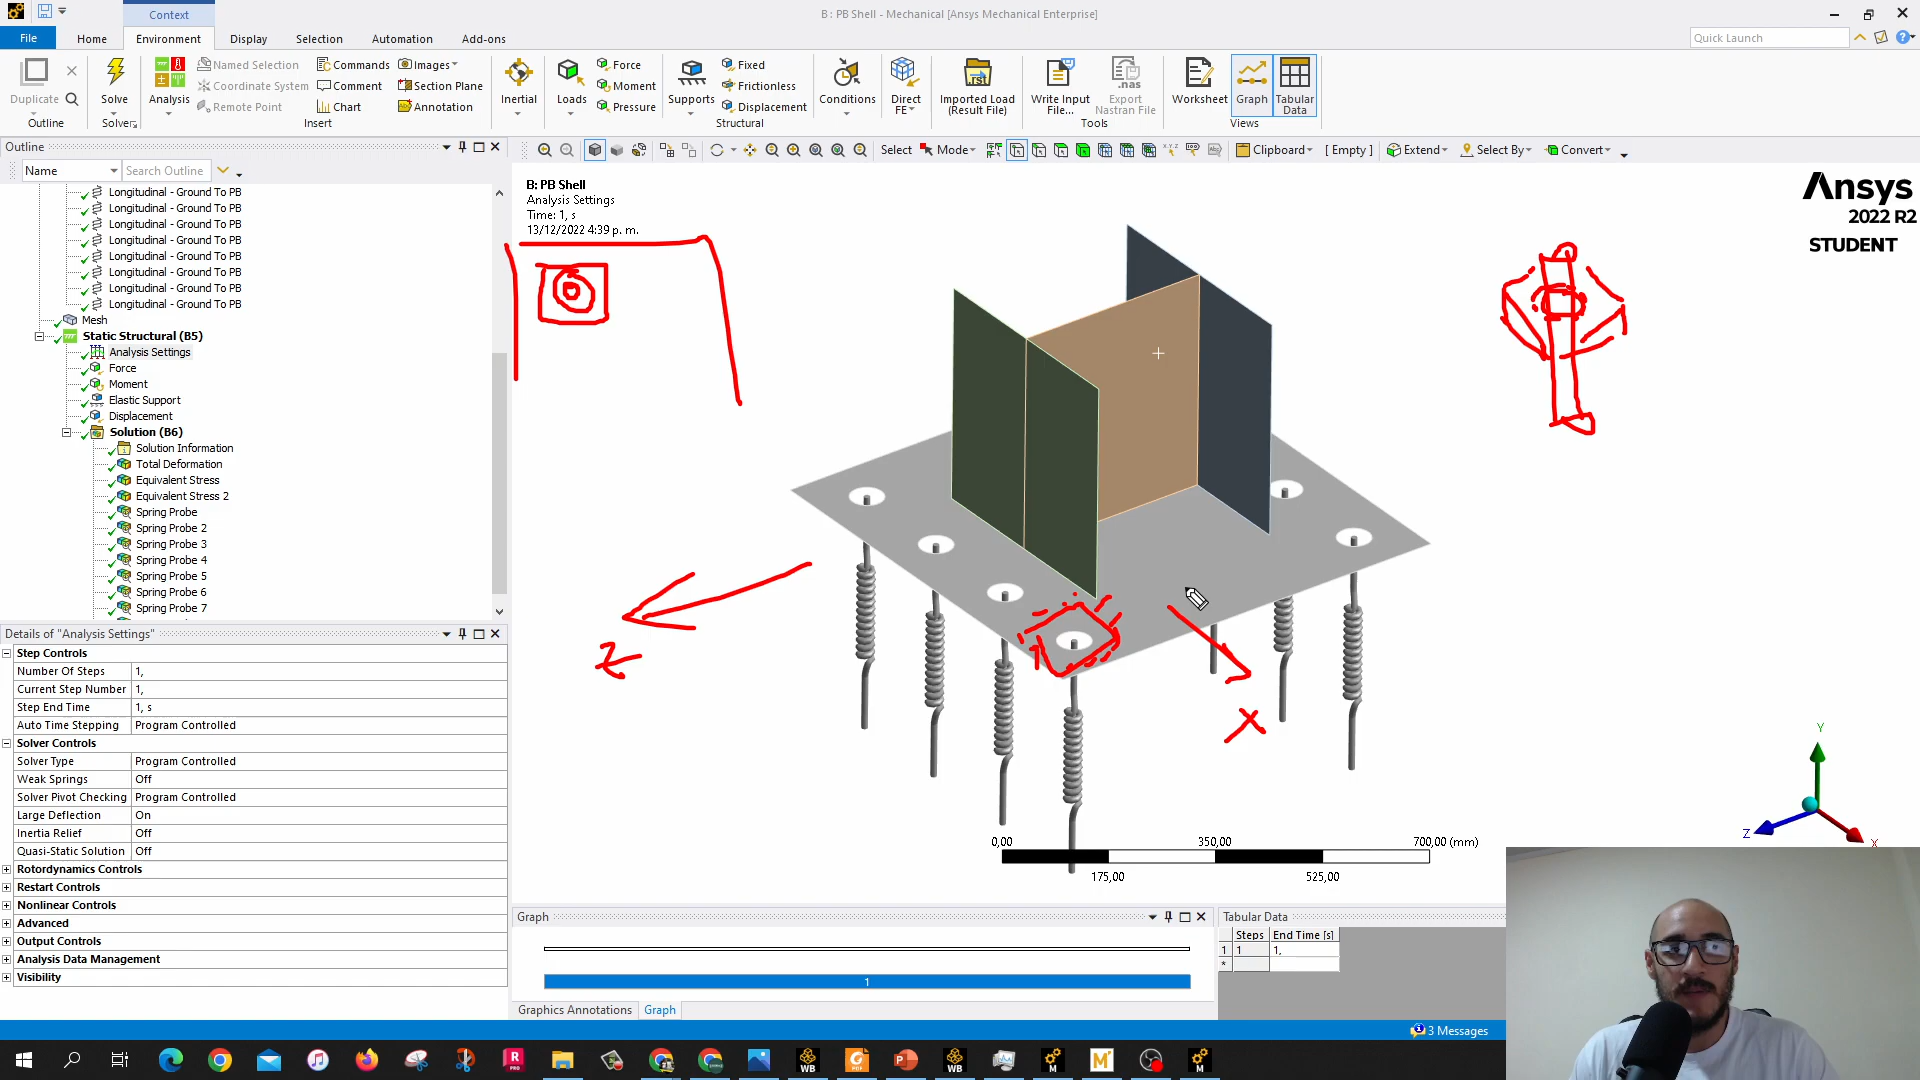 B : PB Shell - Mechanical [Ansys Mechanical Enterprise]
Context
File
Home
Environment
Display
Selection
Automation
Add-ons
Quick Launch
Duplicate
Outline
Solve
Solver
Analysis
Named Selection
Coordinate System
Remote Point
Commands
Comment
Chart
Images
Section Plane
Annotation
Insert
Inertial
Loads
Force
Moment
Pressure
Supports
Fixed
Frictionless
Displacement
Structural
Conditions
Direct FE
Imported Load (Result File)
Write Input File...
Export Nastran File
Tools
Worksheet
Graph
Tabular Data
Views
Outline
Name
Search Outline
Select
Mode
Clipboard
[ Empty ]
Extend
Select By
Convert
Longitudinal - Ground To PB
Longitudinal - Ground To PB
Longitudinal - Ground To PB
Longitudinal - Ground To PB
Longitudinal - Ground To PB
Longitudinal - Ground To PB
Longitudinal - Ground To PB
Longitudinal - Ground To PB
Mesh
Static Structural (B5)
Analysis Settings
Force
Moment
Elastic Support
Displacement
Solution (B6)
Solution Information
Total Deformation
Equivalent Stress
Equivalent Stress 2
Spring Probe
Spring Probe 2
Spring Probe 3
Spring Probe 4
Spring Probe 5
Spring Probe 6
Spring Probe 7
Details of "Analysis Settings"
Step Controls
Number Of Steps 1,
Current Step Number 1,
Step End Time 1, s
Auto Time Stepping Program Controlled
Solver Controls
Solver Type Program Controlled
Weak Springs Off
Solver Pivot Checking Program Controlled
Large Deflection On
Inertia Relief Off
Quasi-Static Solution Off
Rotordynamics Controls
Restart Controls
Nonlinear Controls
Advanced
Output Controls
Analysis Data Management
Visibility
B: PB Shell
Analysis Settings
Time: 1, s
13/12/2022 4:39 p. m.
Ansys
2022 R2
STUDENT
z
x
Y
Z
X
0,00 350,00 700,00 (mm)
175,00 525,00
Graph
1
Graphics Annotations
Graph
Tabular Data
Steps End Time [s]
1 1 1,
*
3 Messages
R
PRO
WB
PDF
P
WB
M
M
M